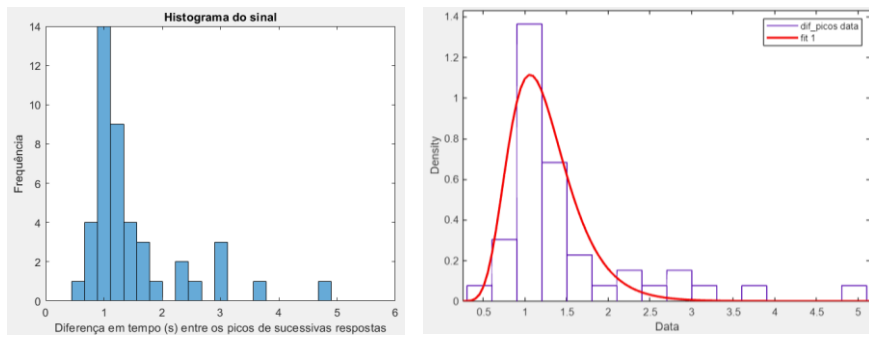 Histograma do sinal
14
12
10
8
6
4
2
0
Frequência
0 1 2 3 4 5 6
Diferença em tempo (s) entre os picos de sucessivas respostas
1.4
1.2
1
0.8
0.6
0.4
0.2
0
Density
dif_picos data
fit 1
0.5 1 1.5 2 2.5 3 3.5 4 4.5 5
Data